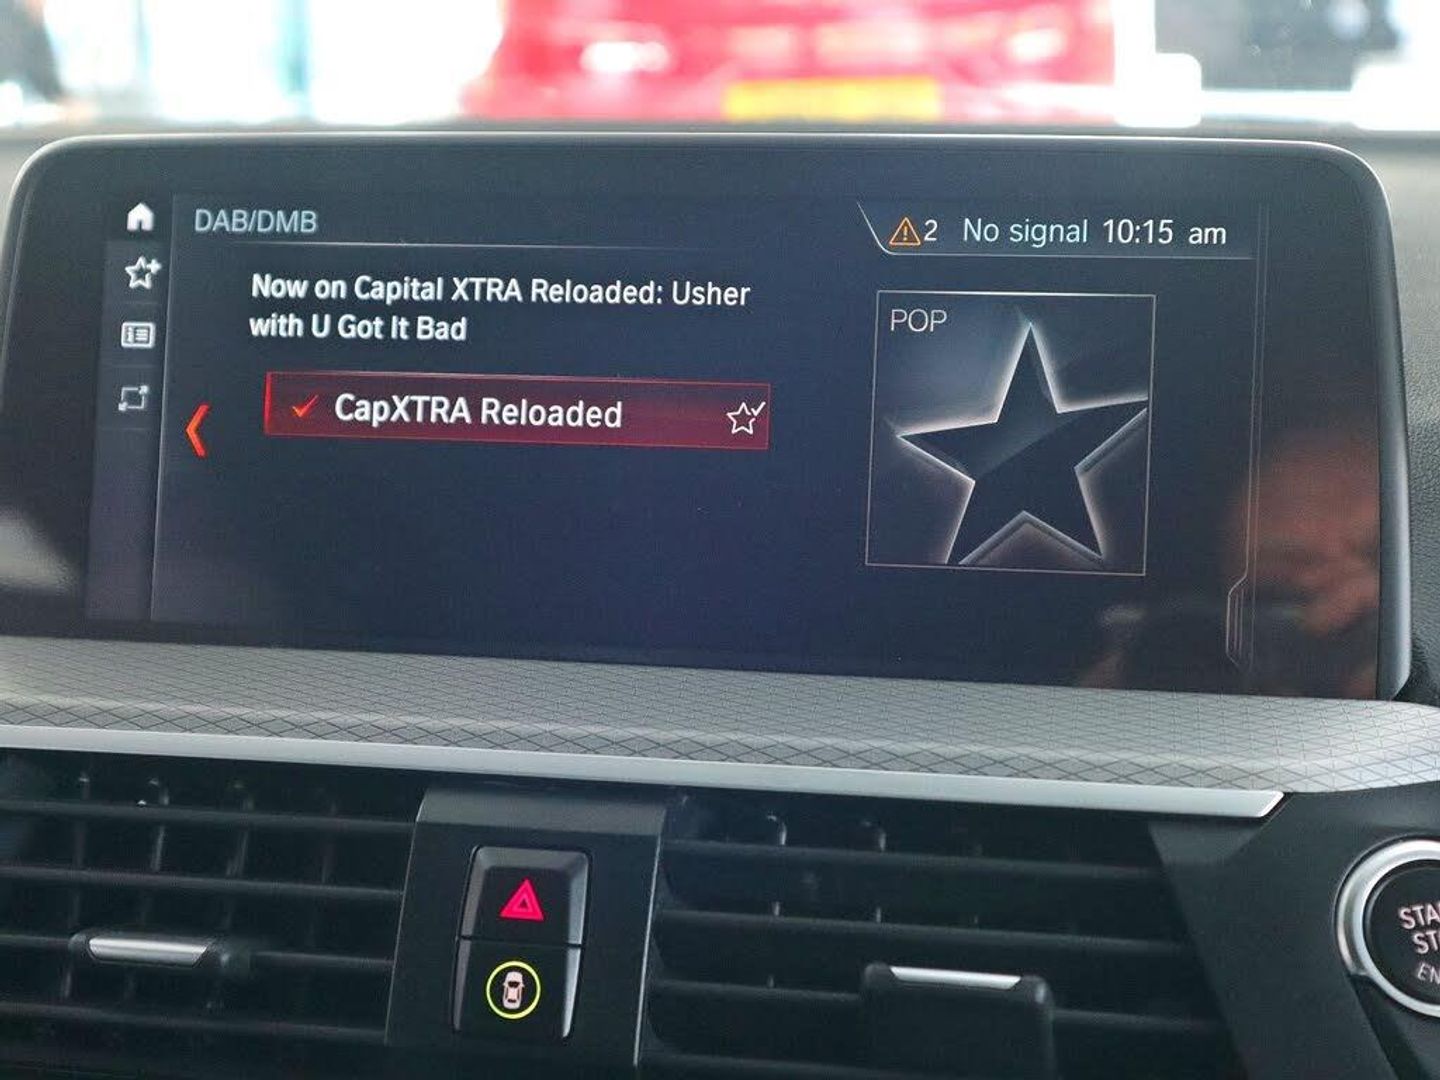 DAB/DMB
2 No signal 10:15 am
Now on Capital XTRA Reloaded: Usher
with U Got It Bad
CapXTRA Reloaded
POP